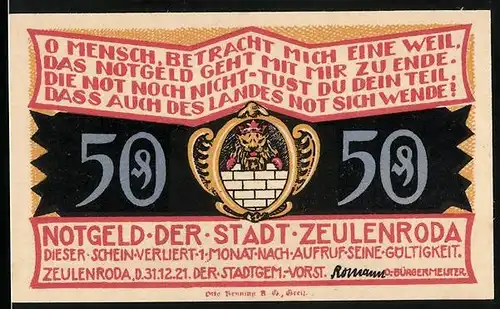 O MENSCH, BETRACHT MICH EINE WEIL,
DAS NOTGELD GEHT MIT MIR ZU ENDE·
DIE NOT NOCH NICHT-TUST DU DEIN TEIL,
DASS AUCH DES LANDES NOT SICH WENDE!
50 ₰ 50 ₰
NOTGELD·DER·STADT·ZEULENRODA
DIESER·SCHEIN·VERLIERT·1·MONAT·NACH·AUFRUF·SEINE·GÜLTIGKEIT.
ZEULENRODA, D. 31.12.21. DER STADTGEM.-VORST. Romann O.-BÜRGERMEISTER
Otto Henning A. G., Greiz.